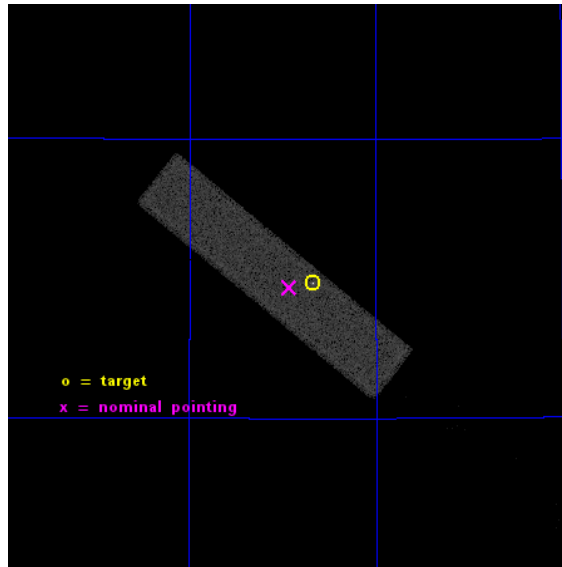 o = target
x = nominal pointing